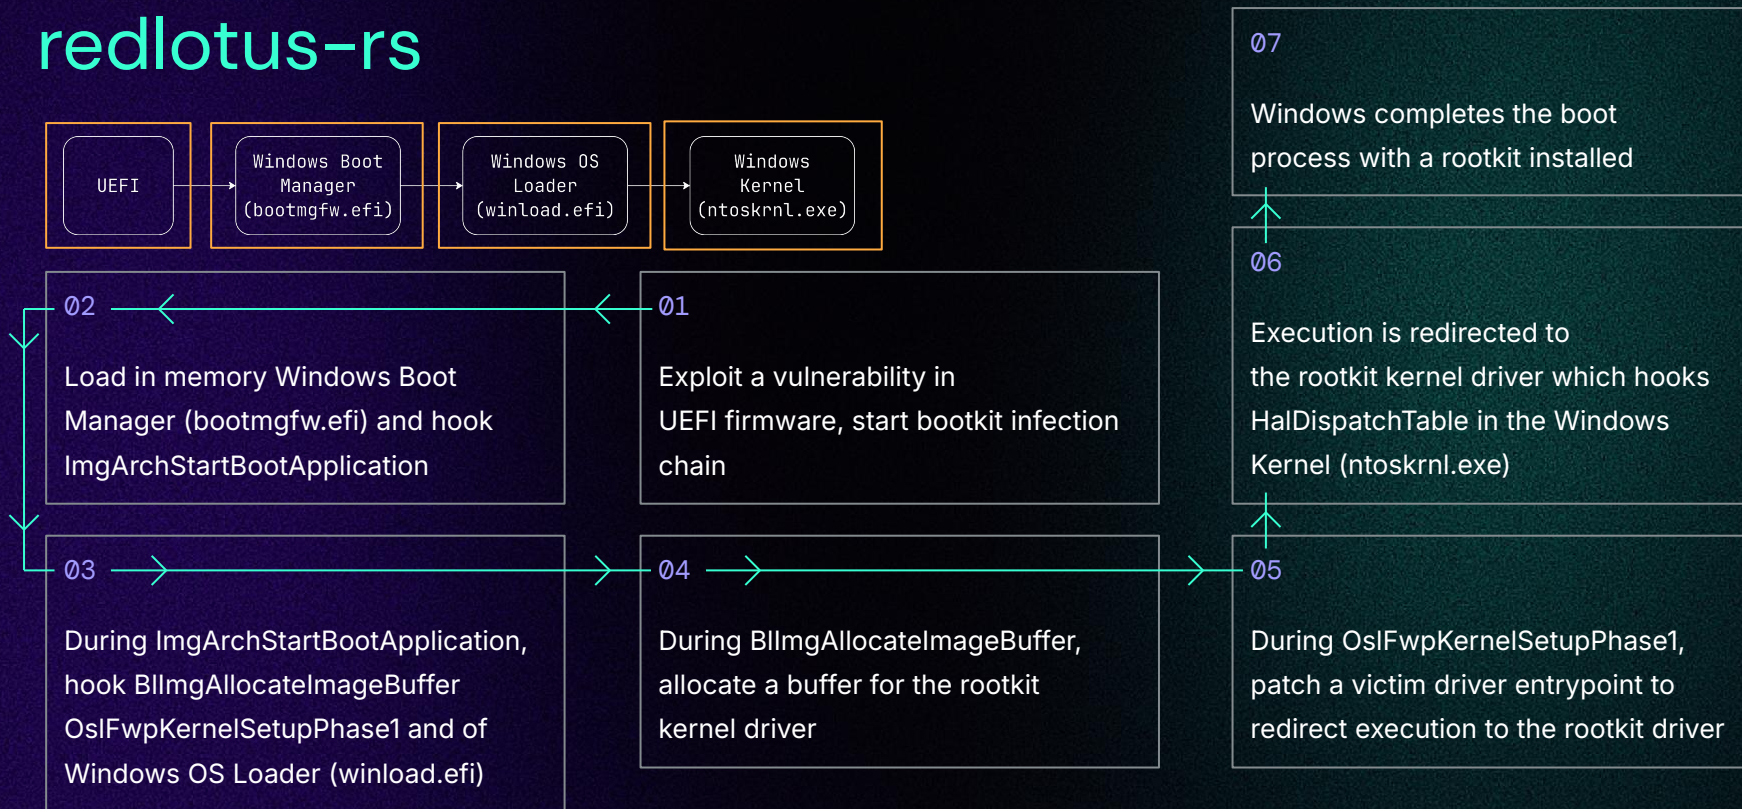 redlotus-rs
UEFI
Windows Boot
Manager
(bootmgfw.efi)
Windows OS
Loader
(winload.efi)
Windows
Kernel
(ntoskrnl.exe)
01
Exploit a vulnerability in
UEFI firmware, start bootkit infection
chain
02
Load in memory Windows Boot
Manager (bootmgfw.efi) and hook
ImgArchStartBootApplication
03
During ImgArchStartBootApplication,
hook BlImgAllocateImageBuffer
OslFwpKernelSetupPhase1 and of
Windows OS Loader (winload.efi)
04
During BlImgAllocateImageBuffer,
allocate a buffer for the rootkit
kernel driver
05
During OslFwpKernelSetupPhase1,
patch a victim driver entrypoint to
redirect execution to the rootkit driver
06
Execution is redirected to
the rootkit kernel driver which hooks
HalDispatchTable in the Windows
Kernel (ntoskrnl.exe)
07
Windows completes the boot
process with a rootkit installed